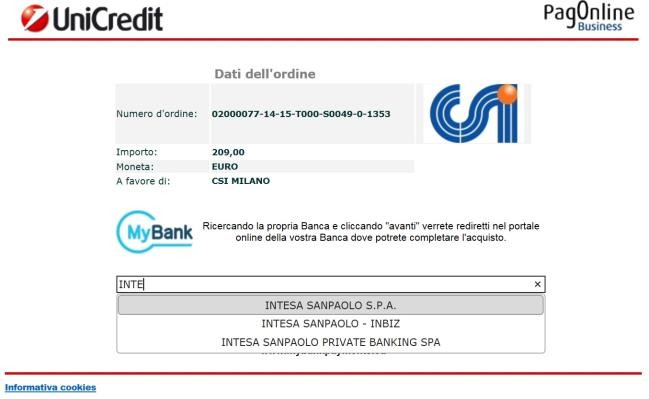 UniCredit
PagOnline
Business
Dati dell'ordine
Numero d'ordine: 02000077-14-15-T000-S0049-0-1353
CSI
Importo: 209,00
Moneta: EURO
A favore di: CSI MILANO
MyBank
Ricercando la propria Banca e cliccando "avanti" verrete rediretti nel portale
online della vostra Banca dove potrete completare l'acquisto.
INTE ×
INTESA SANPAOLO S.P.A.
INTESA SANPAOLO - INBIZ
INTESA SANPAOLO PRIVATE BANKING SPA
Informativa cookies